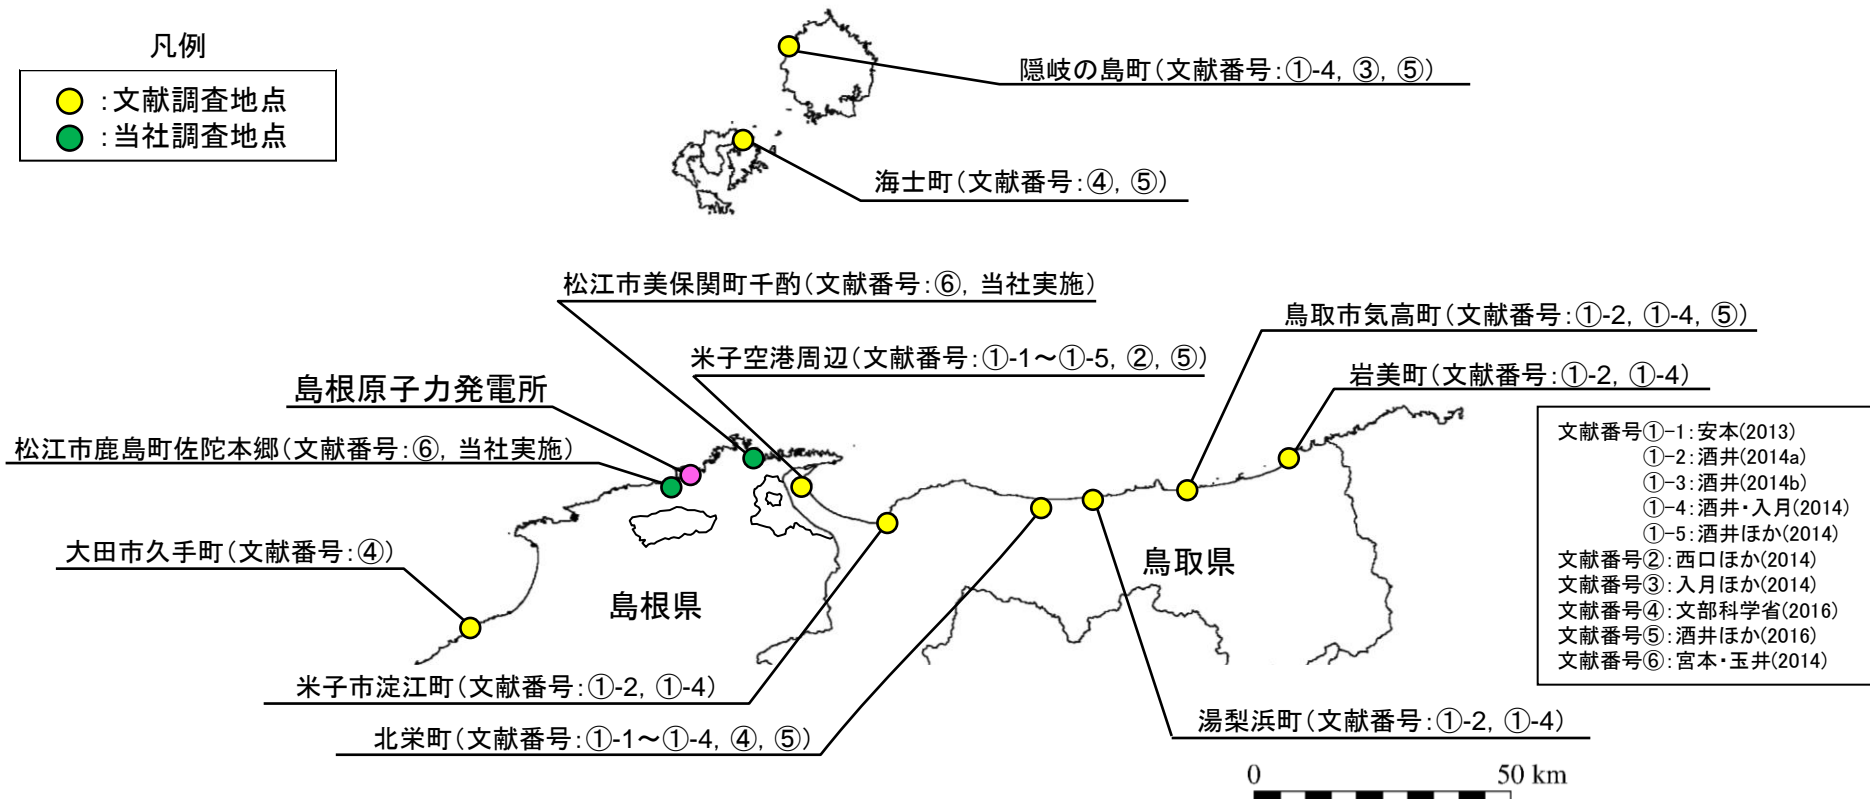 凡例
：文献調査地点
：当社調査地点
隠岐の島町(文献番号：①-4, ③, ⑤)
海士町(文献番号：④, ⑤)
松江市美保関町千酌(文献番号：⑥, 当社実施)
鳥取市気高町(文献番号：①-2, ①-4, ⑤)
米子空港周辺(文献番号：①-1～①-5, ②, ⑤)
岩美町(文献番号：①-2, ①-4)
島根原子力発電所
松江市鹿島町佐陀本郷(文献番号：⑥, 当社実施)
文献番号①-1：安本(2013)
①-2：酒井(2014a)
①-3：酒井(2014b)
①-4：酒井・入月(2014)
①-5：酒井ほか(2014)
文献番号②：西口ほか(2014)
文献番号③：入月ほか(2014)
文献番号④：文部科学省(2016)
文献番号⑤：酒井ほか(2016)
文献番号⑥：宮本・玉井(2014)
大田市久手町(文献番号：④)
鳥取県
島根県
米子市淀江町(文献番号：①-2, ①-4)
湯梨浜町(文献番号：①-2, ①-4)
北栄町(文献番号：①-1～①-4, ④, ⑤)
0 50 km